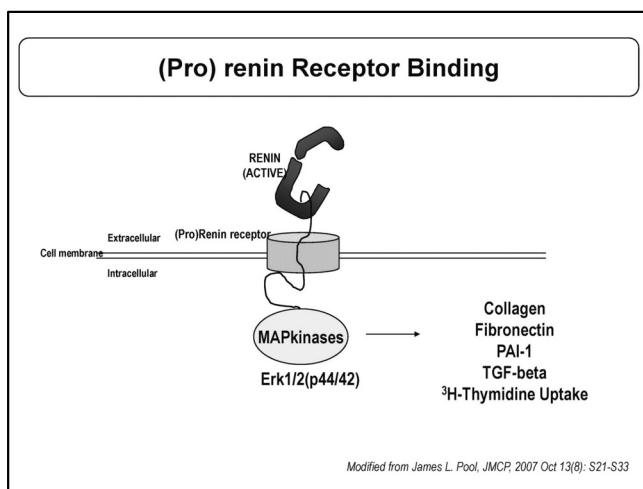 (Pro) renin Receptor Binding
RENIN
(ACTIVE)
(Pro)Renin receptor
Extracellular
Cell membrane
Intracellular
MAPkinases
Erk1/2(p44/42)
Collagen
Fibronectin
PAI-1
TGF-beta
³H-Thymidine Uptake
Modified from James L. Pool, JMCP, 2007 Oct 13(8): S21-S33